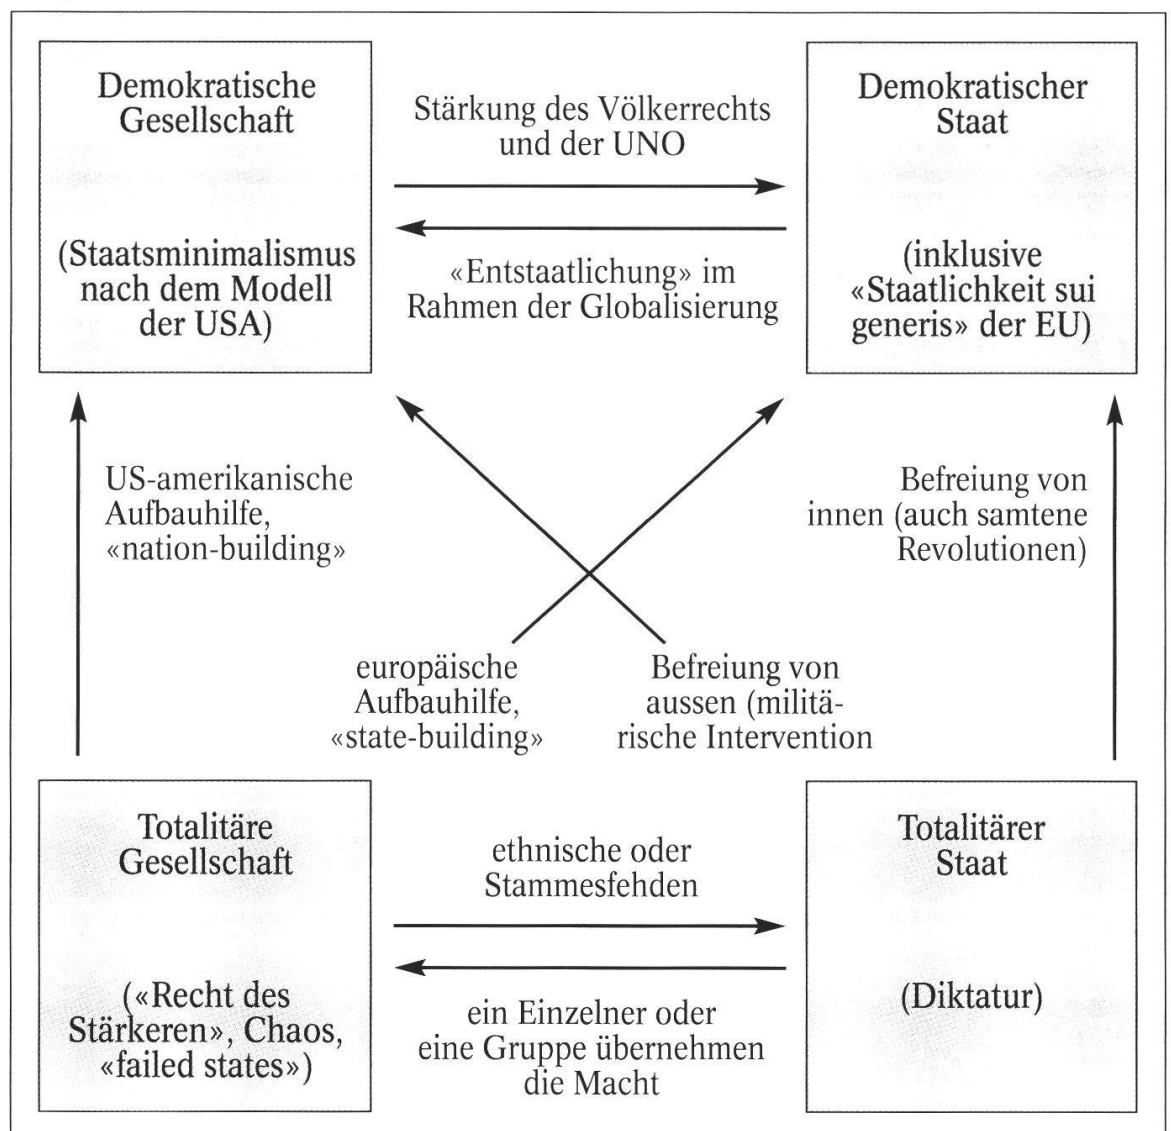 Demokratische
Gesellschaft
(Staatsminimalismus
nach dem Modell
der USA)
Stärkung des Völkerrechts
und der UNO
«Entstaatlichung» im
Rahmen der Globalisierung
Demokratischer
Staat
(inklusive
«Staatlichkeit sui
generis» der EU)
US-amerikanische
Aufbauhilfe,
«nation-building»
Befreiung von
innen (auch samtene
Revolutionen)
europäische
Aufbauhilfe,
«state-building»
Befreiung von
aussen (militä-
rische Intervention
Totalitäre
Gesellschaft
(«Recht des
Stärkeren», Chaos,
«failed states»)
ethnische oder
Stammesfehden
ein Einzelner oder
eine Gruppe übernehmen
die Macht
Totalitärer
Staat
(Diktatur)